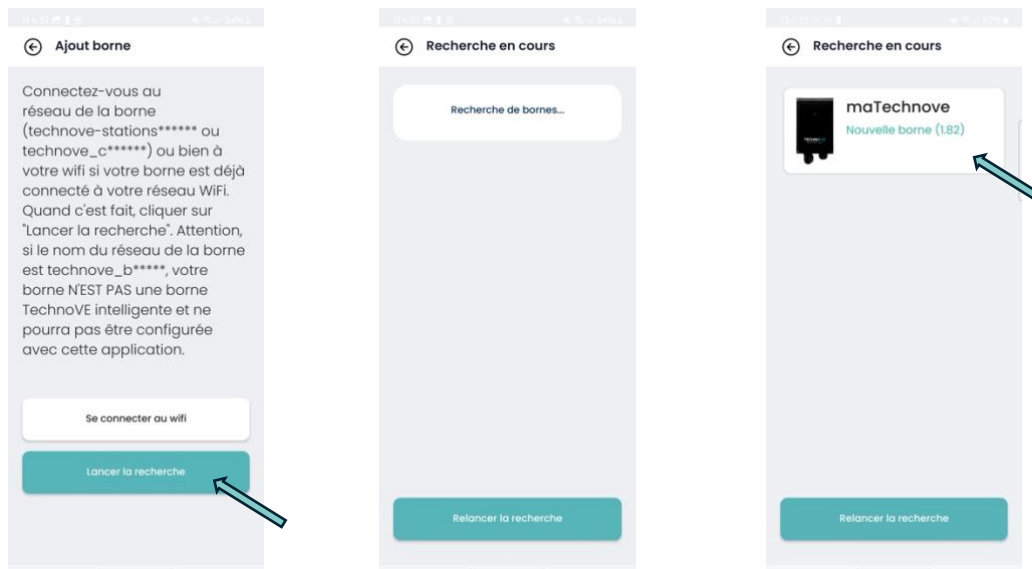 Ajout borne
Connectez-vous au
réseau de la borne
(technove-stations****** ou
technove_c******) ou bien à
votre wifi si votre borne est déjà
connecté à votre réseau WiFi.
Quand c'est fait, cliquer sur
"Lancer la recherche". Attention,
si le nom du réseau de la borne
est technove_b*****, votre
borne N'EST PAS une borne
TechnoVE intelligente et ne
pourra pas être configurée
avec cette application.
Se connecter au wifi
Lancer la recherche
Recherche en cours
Recherche de bornes...
Relancer la recherche
Recherche en cours
maTechnove
Nouvelle borne (1.82)
Relancer la recherche